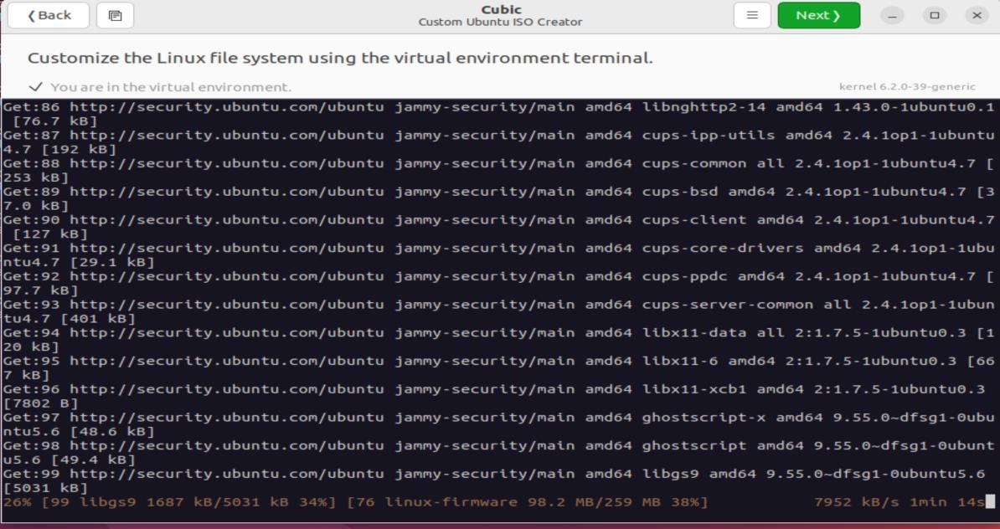 ❮ Back
Cubic
Custom Ubuntu ISO Creator
Next ❯
Customize the Linux file system using the virtual environment terminal.
✓ You are in the virtual environment.
kernel 6.2.0-39-generic
Get:86 http://security.ubuntu.com/ubuntu jammy-security/main amd64 libnghttp2-14 amd64 1.43.0-1ubuntu0.1
 [76.7 kB]
Get:87 http://security.ubuntu.com/ubuntu jammy-security/main amd64 cups-ipp-utils amd64 2.4.1op1-1ubuntu
4.7 [192 kB]
Get:88 http://security.ubuntu.com/ubuntu jammy-security/main amd64 cups-common all 2.4.1op1-1ubuntu4.7 [
253 kB]
Get:89 http://security.ubuntu.com/ubuntu jammy-security/main amd64 cups-bsd amd64 2.4.1op1-1ubuntu4.7 [3
7.0 kB]
Get:90 http://security.ubuntu.com/ubuntu jammy-security/main amd64 cups-client amd64 2.4.1op1-1ubuntu4.7
 [127 kB]
Get:91 http://security.ubuntu.com/ubuntu jammy-security/main amd64 cups-core-drivers amd64 2.4.1op1-1ubu
ntu4.7 [29.1 kB]
Get:92 http://security.ubuntu.com/ubuntu jammy-security/main amd64 cups-ppdc amd64 2.4.1op1-1ubuntu4.7 [
97.7 kB]
Get:93 http://security.ubuntu.com/ubuntu jammy-security/main amd64 cups-server-common all 2.4.1op1-1ubun
tu4.7 [401 kB]
Get:94 http://security.ubuntu.com/ubuntu jammy-security/main amd64 libx11-data all 2:1.7.5-1ubuntu0.3 [1
20 kB]
Get:95 http://security.ubuntu.com/ubuntu jammy-security/main amd64 libx11-6 amd64 2:1.7.5-1ubuntu0.3 [66
7 kB]
Get:96 http://security.ubuntu.com/ubuntu jammy-security/main amd64 libx11-xcb1 amd64 2:1.7.5-1ubuntu0.3
[7802 B]
Get:97 http://security.ubuntu.com/ubuntu jammy-security/main amd64 ghostscript-x amd64 9.55.0~dfsg1-0ubu
ntu5.6 [48.6 kB]
Get:98 http://security.ubuntu.com/ubuntu jammy-security/main amd64 ghostscript amd64 9.55.0~dfsg1-0ubunt
u5.6 [49.4 kB]
Get:99 http://security.ubuntu.com/ubuntu jammy-security/main amd64 libgs9 amd64 9.55.0~dfsg1-0ubuntu5.6
[5031 kB]
26% [99 libgs9 1687 kB/5031 kB 34%] [76 linux-firmware 98.2 MB/259 MB 38%] 7952 kB/s 1min 14s